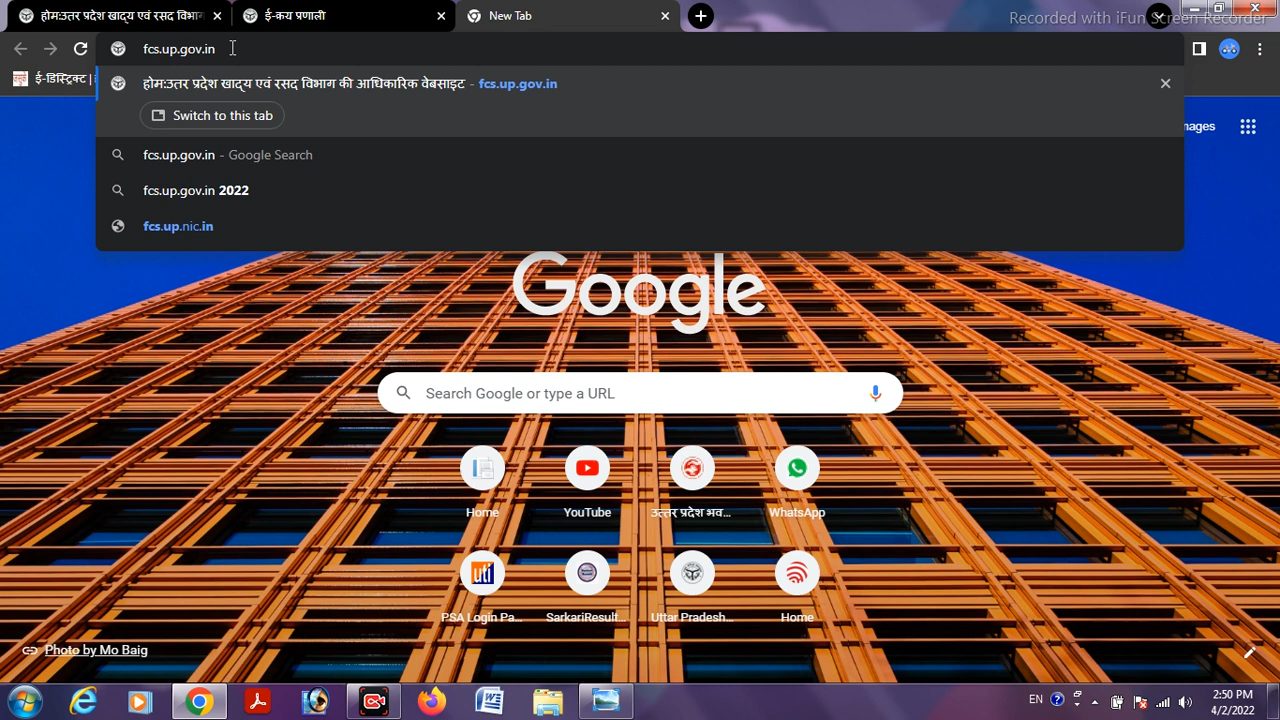 होम:उतर प्रदेश खाद्य एवं रसद विभाग
ई-क्रय प्रणाली
New Tab
Recorded with iFun Screen Recorder
fcs.up.gov.in
ई-डिस्ट्रिक्ट |
होम:उतर प्रदेश खाद्य एवं रसद विभाग की आधिकारिक वेबसाइट - fcs.up.gov.in
Switch to this tab
fcs.up.gov.in - Google Search
fcs.up.gov.in 2022
fcs.up.nic.in
Google
Search Google or type a URL
Home
YouTube
उत्तर प्रदेश भव...
WhatsApp
uti
PSA Login Pa...
SarkariResult...
Uttar Pradesh...
Home
Photo by Mo Baig
EN
2:50 PM
4/2/2022